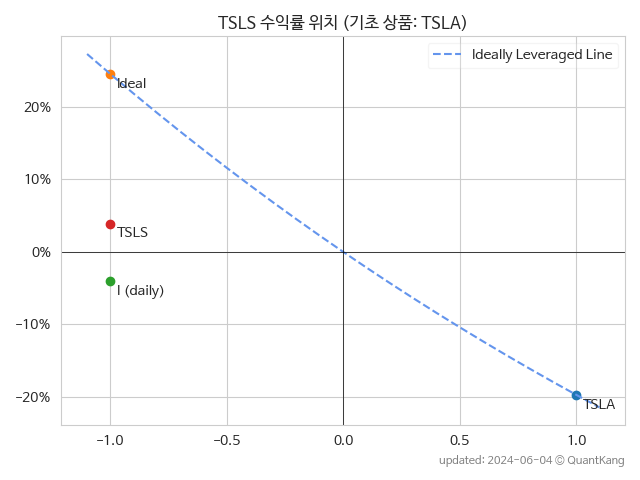 TSLS 수익률 위치 (기초 상품: TSLA)
Ideally Leveraged Line
Ideal
20%
10%
TSLS
0%
I (daily)
−10%
−20%
TSLA
−1.0
−0.5
0.0
0.5
1.0
updated: 2024-06-04 © QuantKang